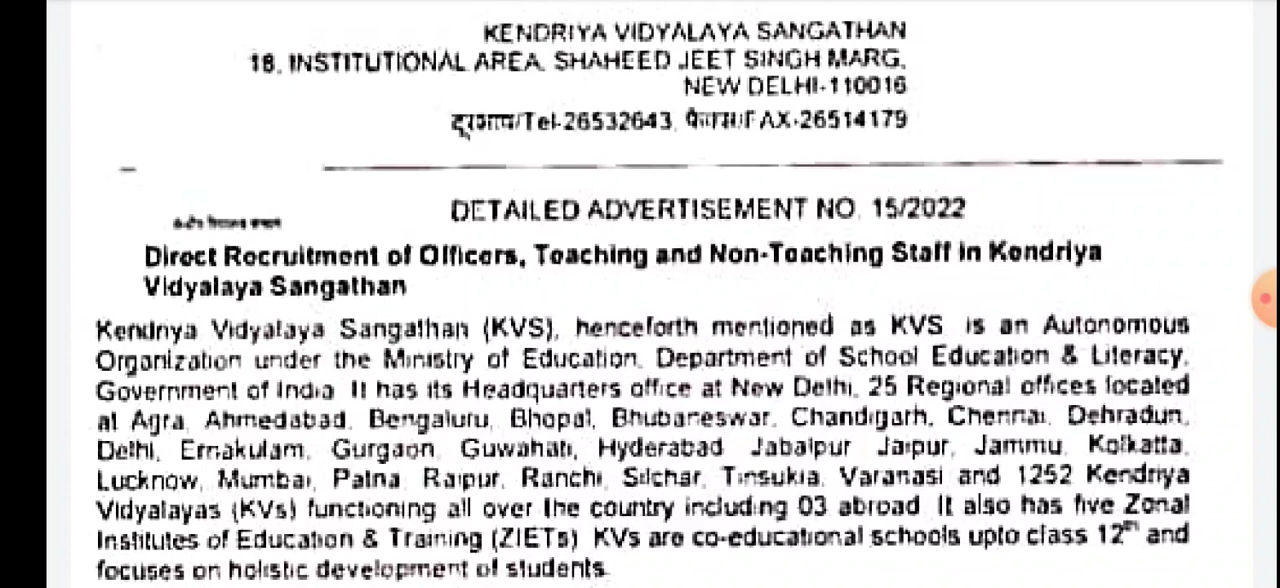 KENDRIYA VIDYALAYA SANGATHAN
18, INSTITUTIONAL AREA, SHAHEED JEET SINGH MARG,
NEW DELHI-110016
/Tel-26532643, /FAX-26514179
DETAILED ADVERTISEMENT NO. 15/2022
Direct Recruitment of Officers, Teaching and Non-Teaching Staff in Kendriya
Vidyalaya Sangathan
Kendriya Vidyalaya Sangathan (KVS), henceforth mentioned as KVS is an Autonomous
Organization under the Ministry of Education, Department of School Education & Literacy,
Government of India It has its Headquarters office at New Delhi, 25 Regional offices located
at Agra, Ahmedabad, Bengaluru, Bhopal, Bhubaneswar, Chandigarh, Chennai, Dehradun,
Delhi, Ernakulam, Gurgaon, Guwahati, Hyderabad Jabalpur Jaipur, Jammu, Kolkatta,
Lucknow, Mumbai, Patna, Raipur, Ranchi, Silchar, Tinsukia, Varanasi and 1252 Kendriya
Vidyalayas (KVs) functioning all over the country including 03 abroad It also has five Zonal
Institutes of Education & Training (ZIETs) KVs are co-educational schools upto class 12th and
focuses on holistic development of students